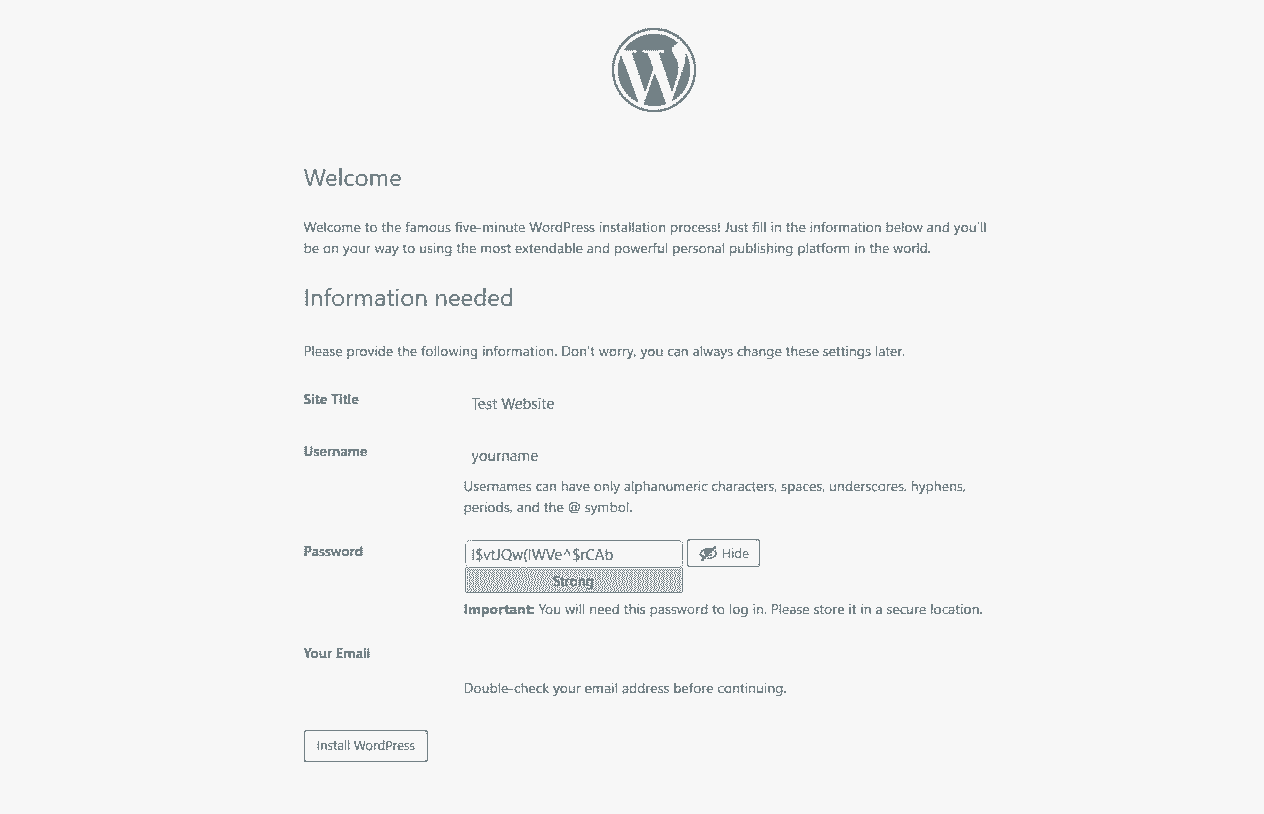 Welcome
Welcome to the famous five-minute WordPress installation process! Just fill in the information below and you'll
be on your way to using the most extendable and powerful personal publishing platform in the world.
Information needed
Please provide the following information. Don't worry, you can always change these settings later.
Site Title
Test Website
Username
yourname
Usernames can have only alphanumeric characters, spaces, underscores, hyphens,
periods, and the @ symbol.
Password
Hide
Strong
Important: You will need this password to log in. Please store it in a secure location.
Your Email
Double-check your email address before continuing.
Install WordPress